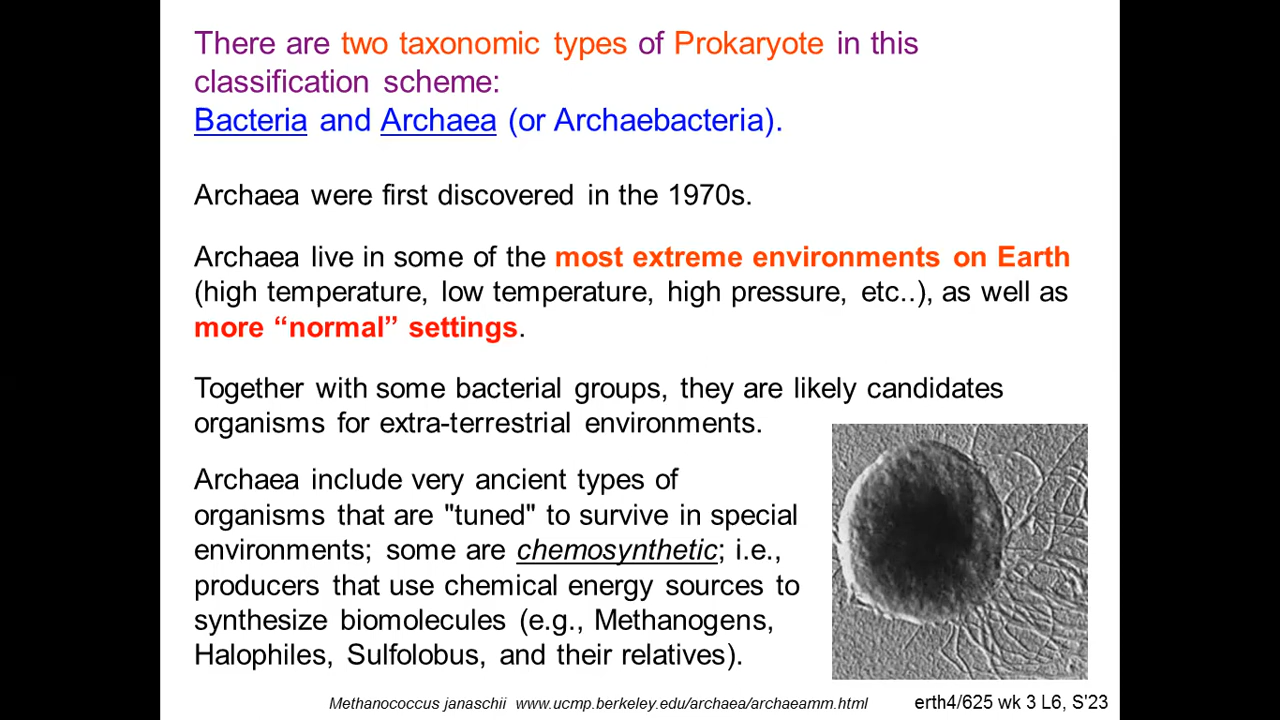 There are two taxonomic types of Prokaryote in this
classification scheme:
Bacteria and Archaea (or Archaebacteria).
Archaea were first discovered in the 1970s.
Archaea live in some of the most extreme environments on Earth
(high temperature, low temperature, high pressure, etc..), as well as
more “normal” settings.
Together with some bacterial groups, they are likely candidates
organisms for extra-terrestrial environments.
Archaea include very ancient types of
organisms that are "tuned" to survive in special
environments; some are chemosynthetic; i.e.,
producers that use chemical energy sources to
synthesize biomolecules (e.g., Methanogens,
Halophiles, Sulfolobus, and their relatives).
Methanococcus janaschii www.ucmp.berkeley.edu/archaea/archaeamm.html
erth4/625 wk 3 L6, S'23